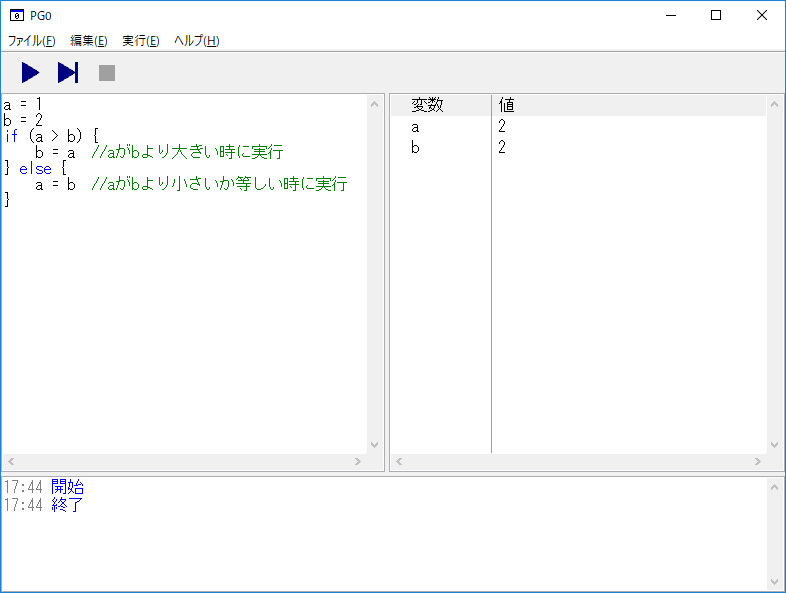 PG0
ファイル(F) 編集(E) 実行(E) ヘルプ(H)
a = 1
b = 2
if (a > b) {
    b = a  //aがbより大きい時に実行
} else {
    a = b  //aがbより小さいか等しい時に実行
}
変数 値
a 2
b 2
17:44 開始
17:44 終了